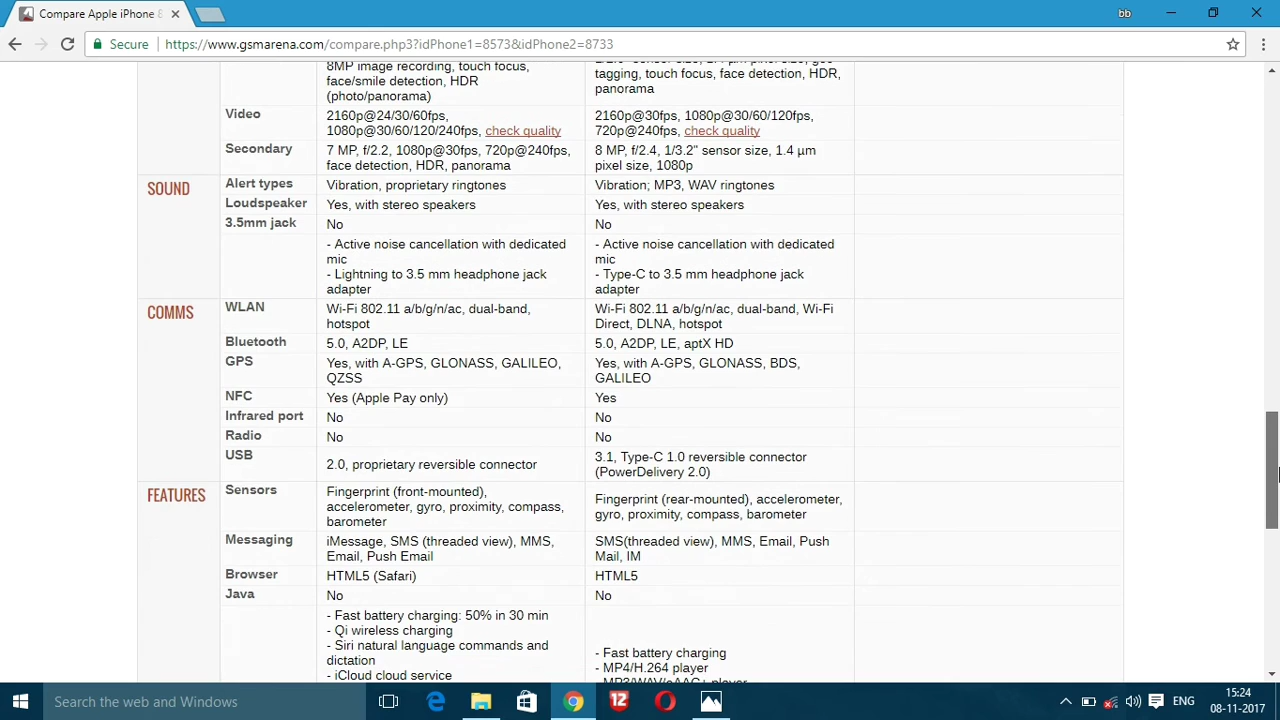 Compare Apple iPhone 8
bb
Secure
https://www.gsmarena.com/compare.php3?idPhone1=8573&idPhone2=8733
8MP image recording, touch focus,
face/smile detection, HDR
(photo/panorama)
tagging, touch focus, face detection, HDR,
panorama
Video
2160p@24/30/60fps,
1080p@30/60/120/240fps, check quality
2160p@30fps, 1080p@30/60/120fps,
720p@240fps, check quality
Secondary
7 MP, f/2.2, 1080p@30fps, 720p@240fps,
face detection, HDR, panorama
8 MP, f/2.4, 1/3.2" sensor size, 1.4 µm
pixel size, 1080p
SOUND
Alert types
Vibration, proprietary ringtones
Vibration; MP3, WAV ringtones
Loudspeaker
Yes, with stereo speakers
Yes, with stereo speakers
3.5mm jack
No
No
- Active noise cancellation with dedicated
mic
- Lightning to 3.5 mm headphone jack
adapter
- Active noise cancellation with dedicated
mic
- Type-C to 3.5 mm headphone jack
adapter
COMMS
WLAN
Wi-Fi 802.11 a/b/g/n/ac, dual-band,
hotspot
Wi-Fi 802.11 a/b/g/n/ac, dual-band, Wi-Fi
Direct, DLNA, hotspot
Bluetooth
5.0, A2DP, LE
5.0, A2DP, LE, aptX HD
GPS
Yes, with A-GPS, GLONASS, GALILEO,
QZSS
Yes, with A-GPS, GLONASS, BDS,
GALILEO
NFC
Yes (Apple Pay only)
Yes
Infrared port
No
No
Radio
No
No
USB
2.0, proprietary reversible connector
3.1, Type-C 1.0 reversible connector
(PowerDelivery 2.0)
FEATURES
Sensors
Fingerprint (front-mounted),
accelerometer, gyro, proximity, compass,
barometer
Fingerprint (rear-mounted), accelerometer,
gyro, proximity, compass, barometer
Messaging
iMessage, SMS (threaded view), MMS,
Email, Push Email
SMS(threaded view), MMS, Email, Push
Mail, IM
Browser
HTML5 (Safari)
HTML5
Java
No
No
- Fast battery charging: 50% in 30 min
- Qi wireless charging
- Siri natural language commands and
dictation
- iCloud cloud service
- Fast battery charging
- MP4/H.264 player
Search the web and Windows
12
ENG
15:24
08-11-2017